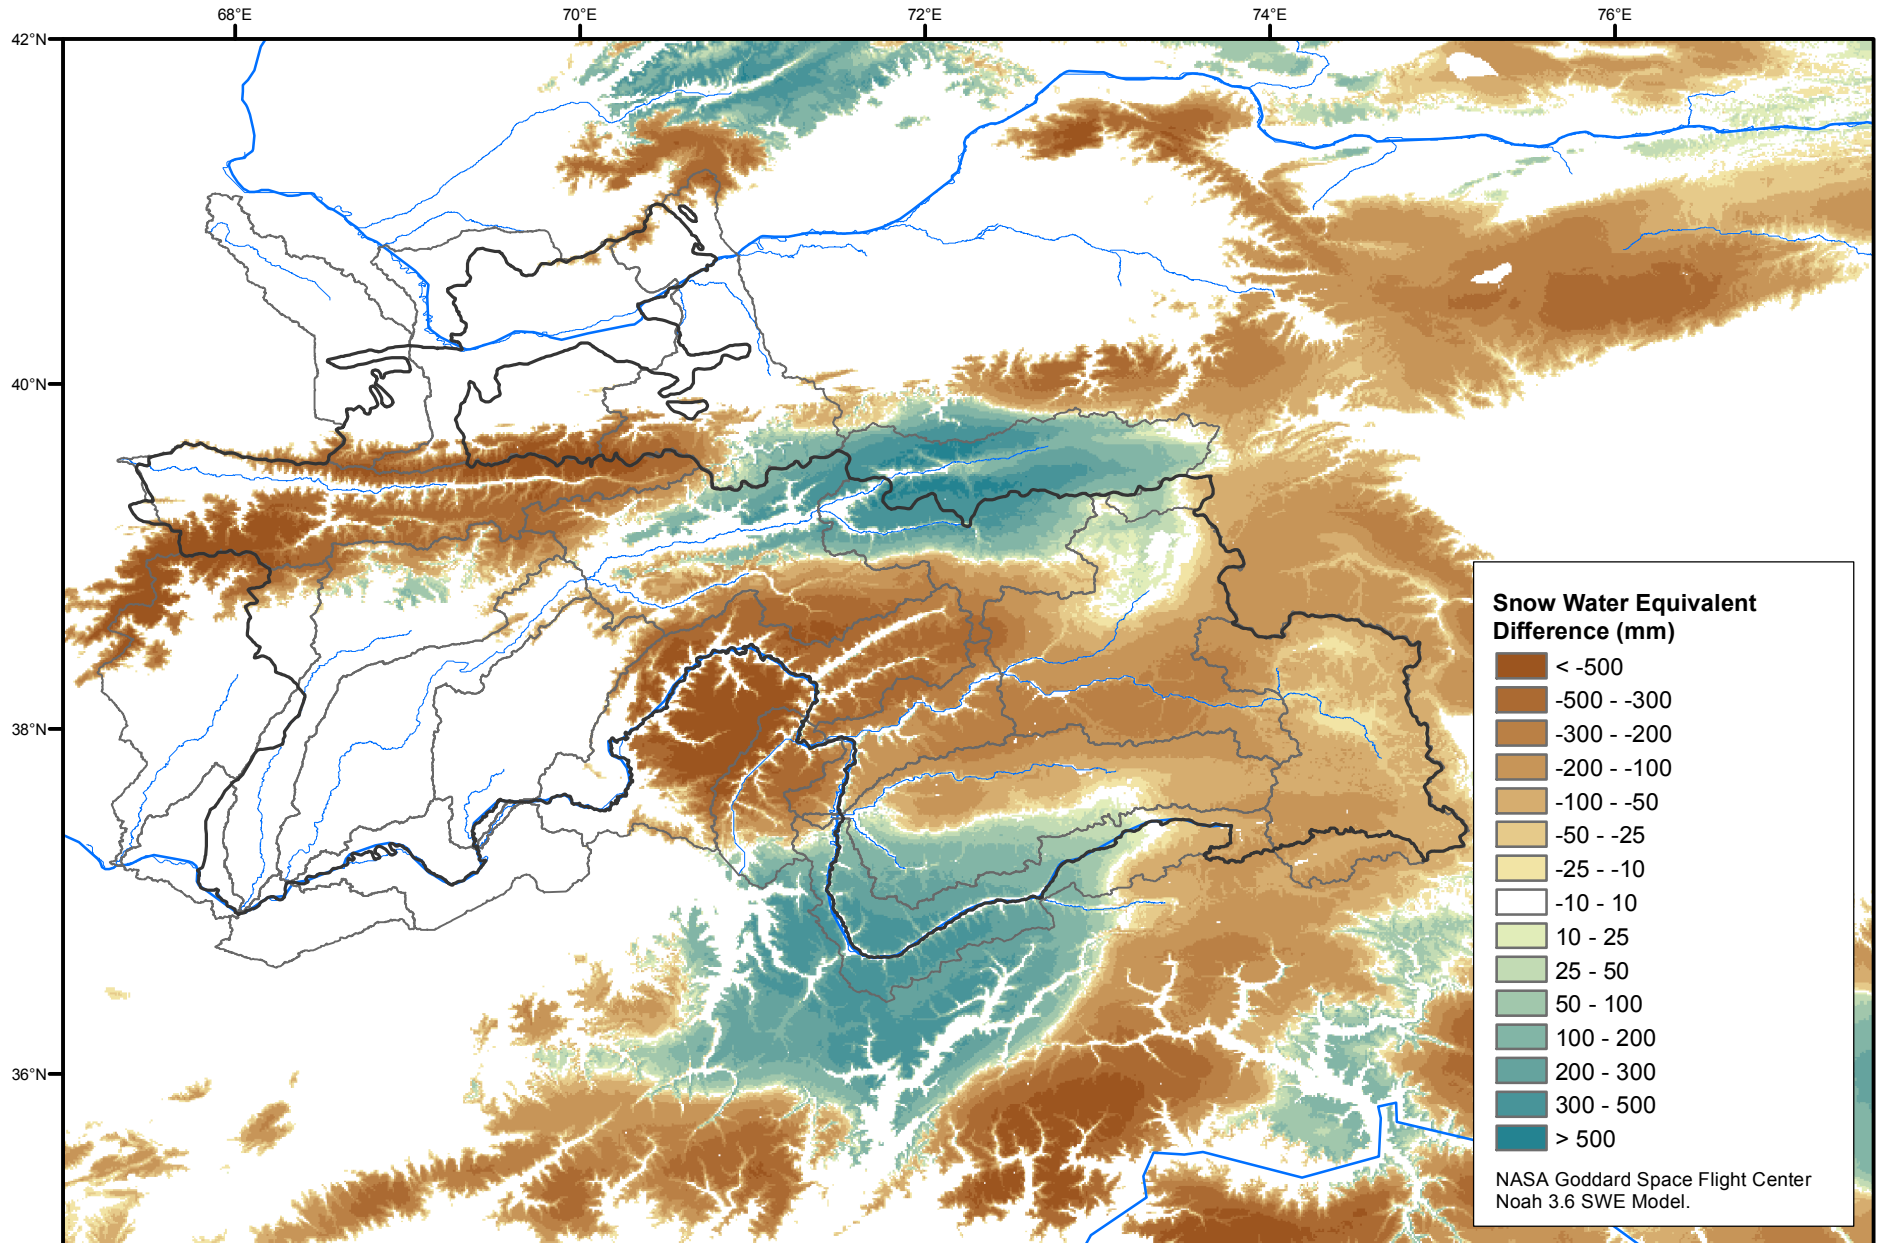 68°E 70°E 72°E 74°E 76°E
42°N
40°N
38°N
36°N
Snow Water Equivalent
Difference (mm)
< -500
-500 - -300
-300 - -200
-200 - -100
-100 - -50
-50 - -25
-25 - -10
-10 - 10
10 - 25
25 - 50
50 - 100
100 - 200
200 - 300
300 - 500
> 500
NASA Goddard Space Flight Center
Noah 3.6 SWE Model.